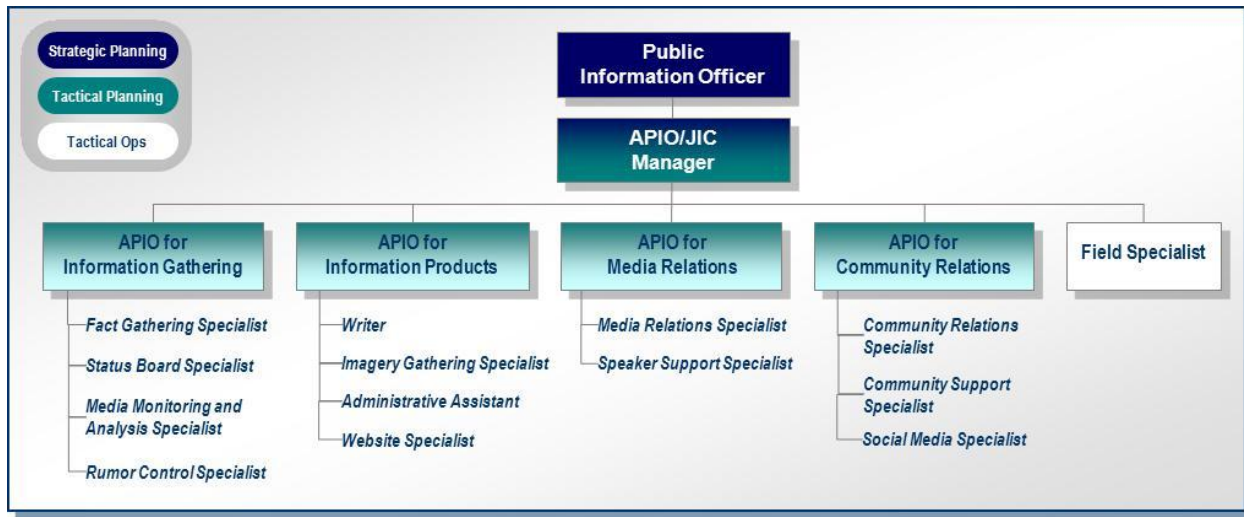 Strategic Planning
Tactical Planning
Tactical Ops
Public
Information Officer
APIO/JIC
Manager
APIO for
Information Gathering
Fact Gathering Specialist
Status Board Specialist
Media Monitoring and
Analysis Specialist
Rumor Control Specialist
APIO for
Information Products
Writer
Imagery Gathering Specialist
Administrative Assistant
Website Specialist
APIO for
Media Relations
Media Relations Specialist
Speaker Support Specialist
APIO for
Community Relations
Community Relations
Specialist
Community Support
Specialist
Social Media Specialist
Field Specialist